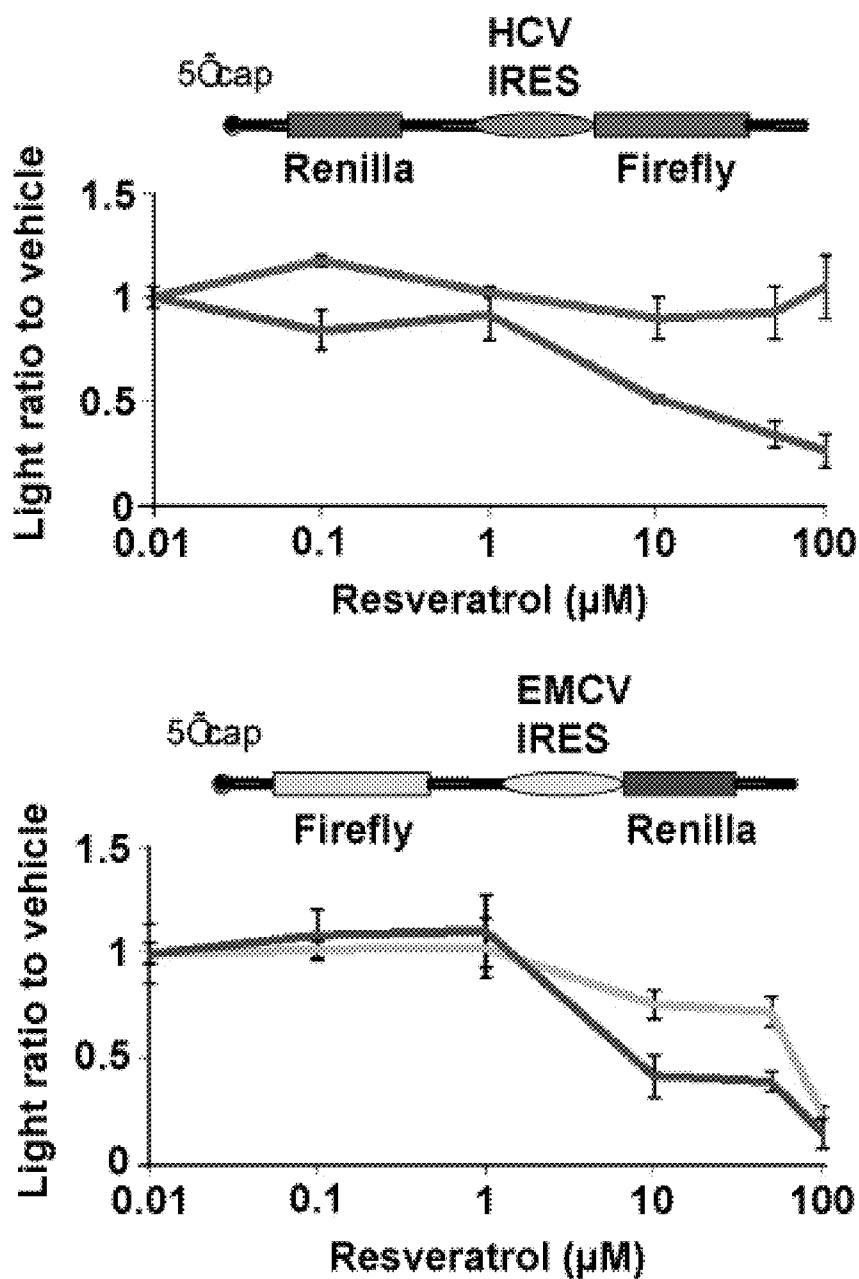 HCV
IRES
5Õcap
Renilla
Firefly
Light ratio to vehicle
1.5
1
0.5
0
0.01
0.1
1
10
100
Resveratrol (µM)
EMCV
IRES
5Õcap
Firefly
Renilla
Light ratio to vehicle
1.5
1
0.5
0
0.01
0.1
1
10
100
Resveratrol (µM)